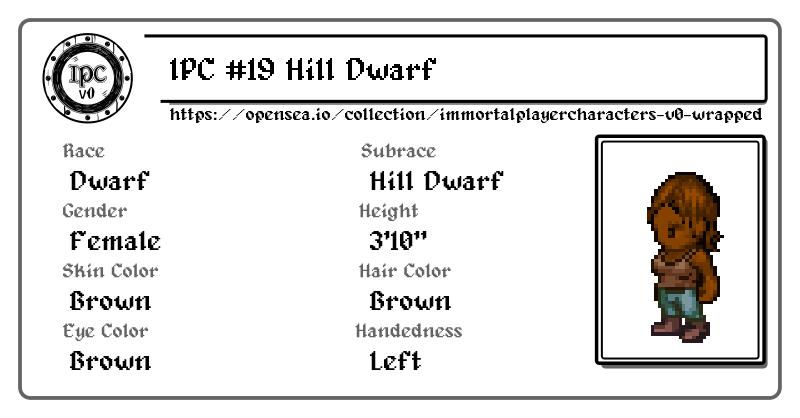 IPC
v0
IPC #19 Hill Dwarf
https://opensea.io/collection/immortalplayercharacters-v0-wrapped
Race
Dwarf
Subrace
Hill Dwarf
Gender
Female
Height
3'10"
Skin Color
Brown
Hair Color
Brown
Eye Color
Brown
Handedness
Left